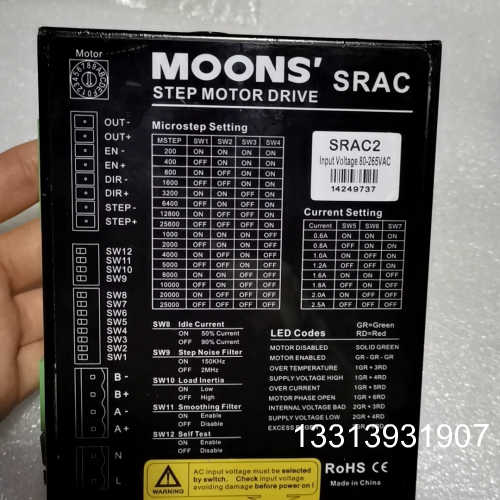 Motor
MOONS' SRAC
STEP MOTOR DRIVE
OUT-
OUT+
EN-
EN+
DIR-
DIR+
STEP-
STEP+
SW12
SW11
SW10
SW9
SW8
SW7
SW6
SW5
SW4
SW3
SW2
SW1
B-
B+
A-
A+
N
L
Microstep Setting
MSTEP SW1 SW2 SW3 SW4
200 ON ON ON ON
400 OFF ON ON ON
800 ON OFF ON ON
1600 OFF OFF ON ON
3200 ON ON OFF ON
6400 OFF ON OFF ON
12800 ON OFF OFF ON
25600 OFF OFF OFF ON
1000 ON ON ON OFF
2000 OFF ON ON OFF
4000 ON OFF ON OFF
5000 OFF OFF ON OFF
8000 ON ON OFF OFF
10000 OFF ON OFF OFF
20000 ON OFF OFF OFF
25000 OFF OFF OFF OFF
SRAC2
Input Voltage 80-265VAC
14249737
Current Setting
SW5 SW6 SW7
0.6A ON ON ON
0.8A OFF ON ON
1.0A ON OFF ON
1.2A OFF OFF ON
1.6A ON ON OFF
1.8A OFF ON OFF
2.0A ON OFF OFF
2.5A OFF OFF OFF
SW8 Idle Current
ON 50% Current
OFF 90% Current
SW9 Step Noise Filter
ON 150KHz
OFF 2MHz
SW10 Load Inertia
ON Low
OFF High
SW11 Smoothing Filter
ON Enable
OFF Disable
SW12 Self Test
ON Enable
OFF Disable
LED Codes GR=Green
RD=Red
MOTOR DISABLED SOLID GREEN
MOTOR ENABLED GR - GR - GR
OVER TEMPERATURE 1GR + 3RD
SUPPLY VOLTAGE HIGH 1GR + 4RD
OVER CURRENT 1GR + 5RD
MOTOR PHASE OPEN 1GR + 6RD
INTERNAL VOLTAGE BAD 2GR + 3RD
SUPPLY VOLTAGE LOW 2GR + 4RD
13313931907
AC input voltage must be selected
by switch. Check input voltage
avoiding damage before power on !
RoHS CE
Made in China